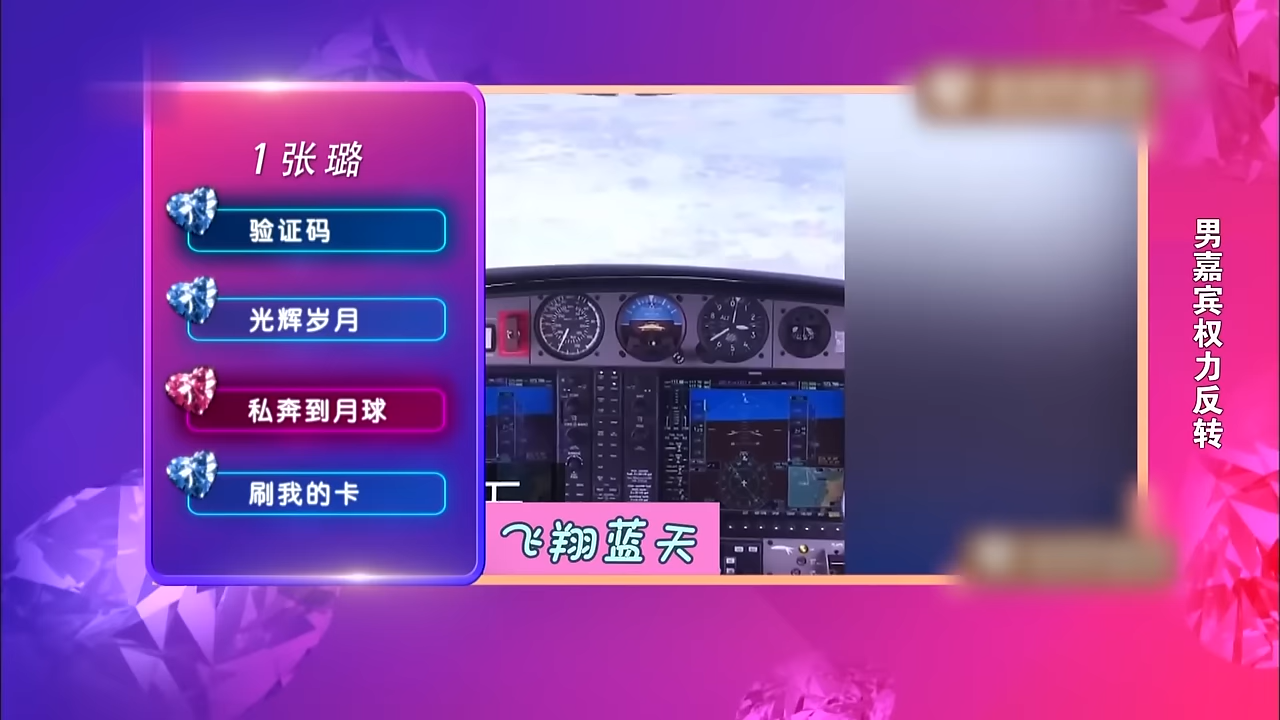 1 张璐
验证码
光辉岁月
私奔到月球
刷我的卡
飞翔蓝天
男嘉宾权力反转